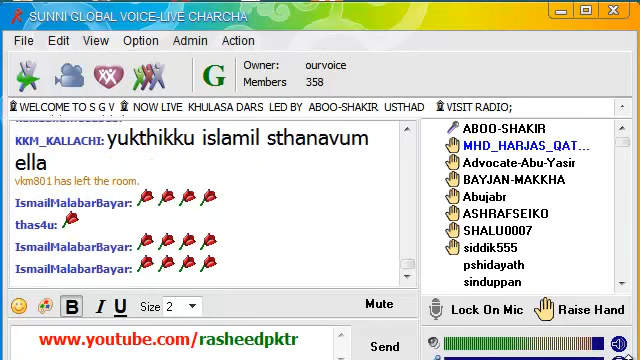 SUNNI GLOBAL VOICE-LIVE CHARCHA
File Edit View Option Admin Action
G Owner: ourvoice
Members 358
WELCOME TO S G V NOW LIVE KHULASA DARS LED BY ABOO-SHAKIR USTHAD VISIT RADIO;
KKM_KALLACHI: yukthikku islamil sthanavum
ella
vkm801 has left the room.
IsmailMalabarBayar:
thas4u:
IsmailMalabarBayar:
IsmailMalabarBayar:
ABOO-SHAKIR
MHD_HARJAS_QAT...
Advocate-Abu-Yasir
BAYJAN-MAKKHA
Abujabr
ASHRAFSEIKO
SHALU0007
siddik555
pshidayath
sinduppan
B I U Size 2 Mute
Lock On Mic Raise Hand
www.youtube.com/rasheedpktr
Send